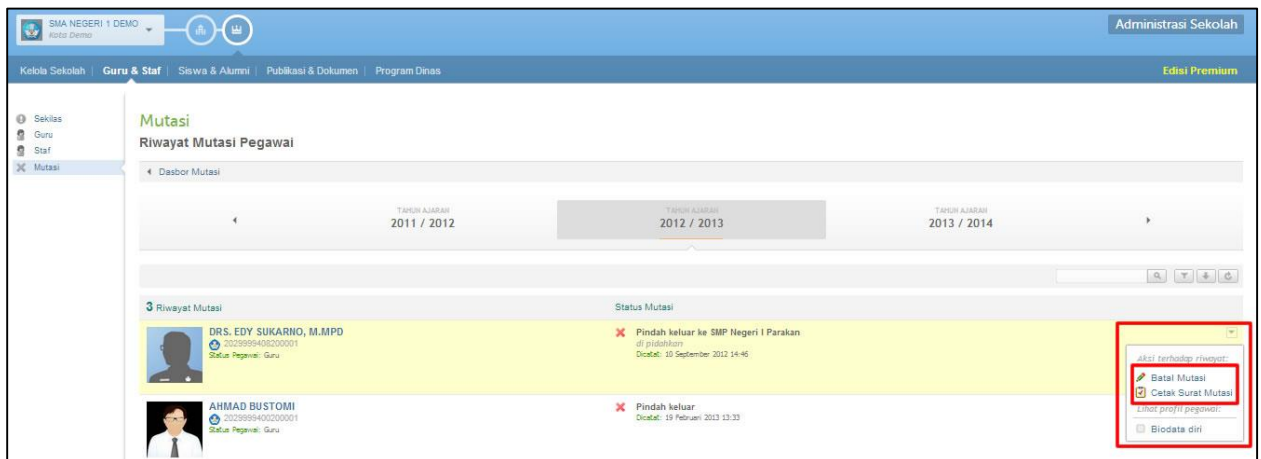 SMA NEGERI 1 DEMO
Kota Demo
Administrasi Sekolah
Kelola Sekolah | Guru & Staf | Siswa & Alumni | Publikasi & Dokumen | Program Dinas
Edisi Premium
Sekilas
Guru
Staf
Mutasi
Mutasi
Riwayat Mutasi Pegawai
Dasbor Mutasi
TAHUN AJARAN
2011 / 2012
TAHUN AJARAN
2012 / 2013
TAHUN AJARAN
2013 / 2014
3 Riwayat Mutasi
Status Mutasi
DRS. EDY SUKARNO, M.MPD
2029999408200001
Status Pegawai: Guru
Pindah keluar ke SMP Negeri I Parakan
di pidahkan
Dicatat: 10 September 2012 14:46
Aksi terhadap riwayat:
Batal Mutasi
Cetak Surat Mutasi
Lihat profil pegawai:
Biodata diri
AHMAD BUSTOMI
2029999400200001
Status Pegawai: Guru
Pindah keluar
Dicatat: 19 Februari 2013 13:33